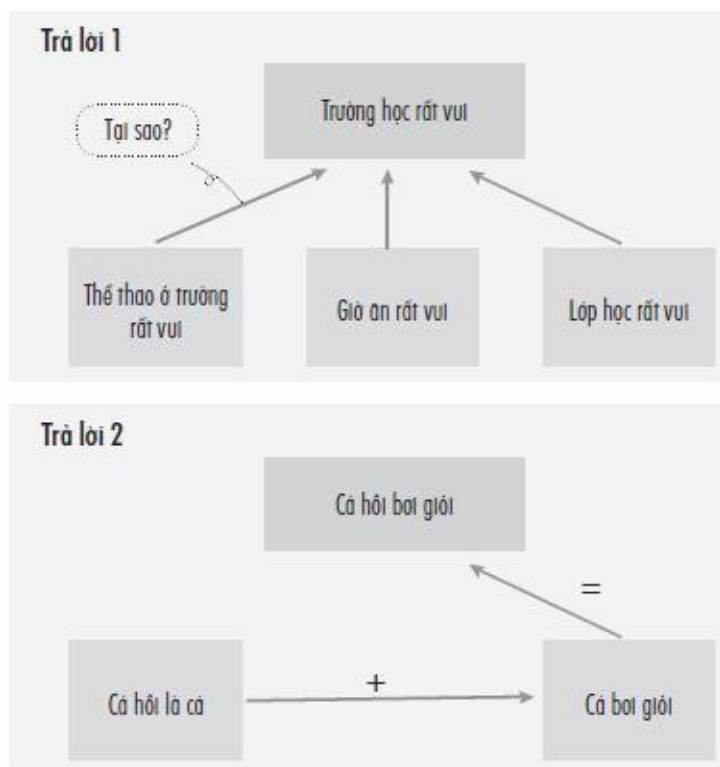 Trả lời 1
Trường học rất vui
Tại sao?
Thể thao ở trường
rất vui
Giờ ăn rất vui
Lớp học rất vui
Trả lời 2
Cá hồi bơi giỏi
=
+
Cá hồi là cá
Cá bơi giỏi